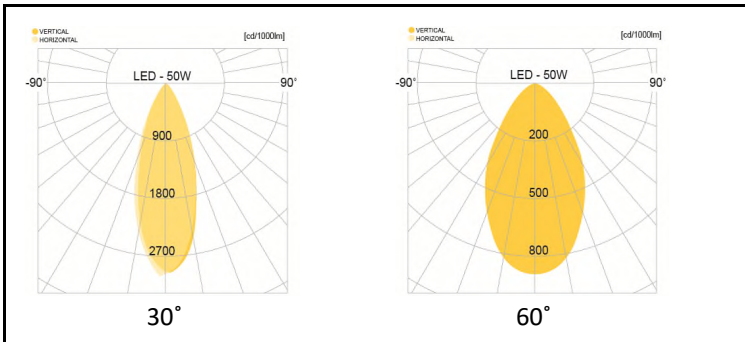 VERTICAL
HORIZONTAL
[cd/1000lm]
LED - 50W
-90°
90°
900
1800
2700
30°
VERTICAL
HORIZONTAL
[cd/1000lm]
LED - 50W
-90°
90°
200
500
800
60°